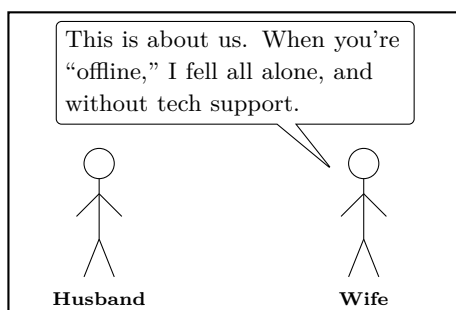 This is about us. When you're
“offline,” I fell all alone, and
without tech support.
Husband
Wife